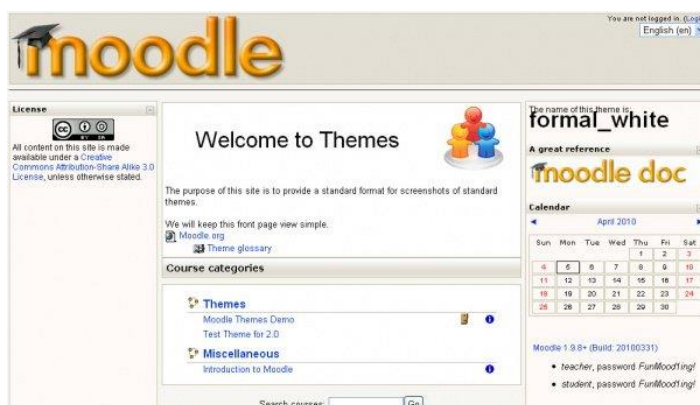 You are not logged in. (Logi
English (en)
moodle
License
cc
BY SA
All content on this site is made
available under a Creative
Commons Attribution-Share Alike 3.0
License, unless otherwise stated.
Welcome to Themes
The purpose of this site is to provide a standard format for screenshots of standard
themes.
We will keep this front page view simple.
Moodle.org
Theme glossary
Course categories
Themes
Moodle Themes Demo
Test Theme for 2.0
Miscellaneous
Introduction to Moodle
Search courses:
Go
The name of this theme is:
formal_white
A great reference
moodle doc
Calendar
April 2010
Sun Mon Tue Wed Thu Fri Sat
1 2 3
4 5 6 7 8 9 10
11 12 13 14 15 16 17
18 19 20 21 22 23 24
25 26 27 28 29 30
Moodle 1.9.8+ (Build: 20100331)
• teacher, password FunMood1ing!
• student, password FunMood1ing!